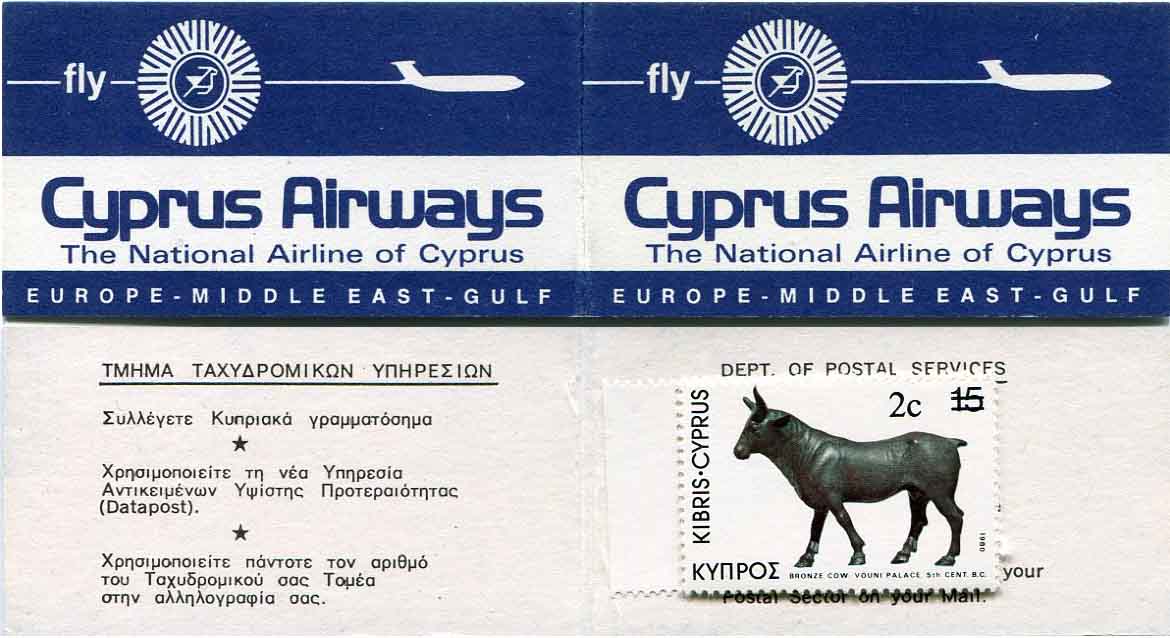 fly
Cyprus Airways
The National Airline of Cyprus
EUROPE-MIDDLE EAST-GULF
fly
Cyprus Airways
The National Airline of Cyprus
EUROPE-MIDDLE EAST-GULF
ΤΜΗΜΑ ΤΑΧΥΔΡΟΜΙΚΩΝ ΥΠΗΡΕΣΙΩΝ
Συλλέγετε Κυπριακά γραμματόσημα
★
Χρησιμοποιείτε τη νέα Υπηρεσία
Αντικειμένων Υψίστης Προτεραιότητας
(Datapost).
★
Χρησιμοποιείτε πάντοτε τον αριθμό
του Ταχυδρομικού σας Τομέα
στην αλληλογραφία σας.
DEPT. OF POSTAL SERVICES
2c 15
KIBRIS·CYPRUS
1980
ΚΥΠΡΟΣ
BRONZE COW VOUNI PALACE, 5th CENT. B.C.
your
Postal Sector on your Mail.